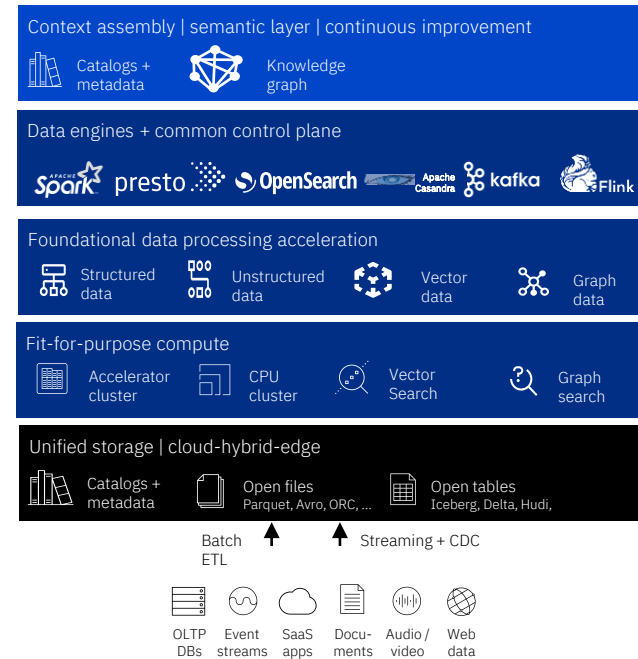 Context assembly | semantic layer | continuous improvement
Catalogs +
metadata
Knowledge
graph
Data engines + common control plane
APACHE
Spark
presto
OpenSearch
Apache
Casandra
kafka
Flink
Foundational data processing acceleration
Structured
data
Unstructured
data
Vector
data
Graph
data
Fit-for-purpose compute
Accelerator
cluster
CPU
cluster
Vector
Search
Graph
search
Unified storage | cloud-hybrid-edge
Catalogs +
metadata
Open files
Parquet, Avro, ORC, ...
Open tables
Iceberg, Delta, Hudi,
Batch
ETL
Streaming + CDC
OLTP
DBs
Event
streams
SaaS
apps
Docu-
ments
Audio /
video
Web
data